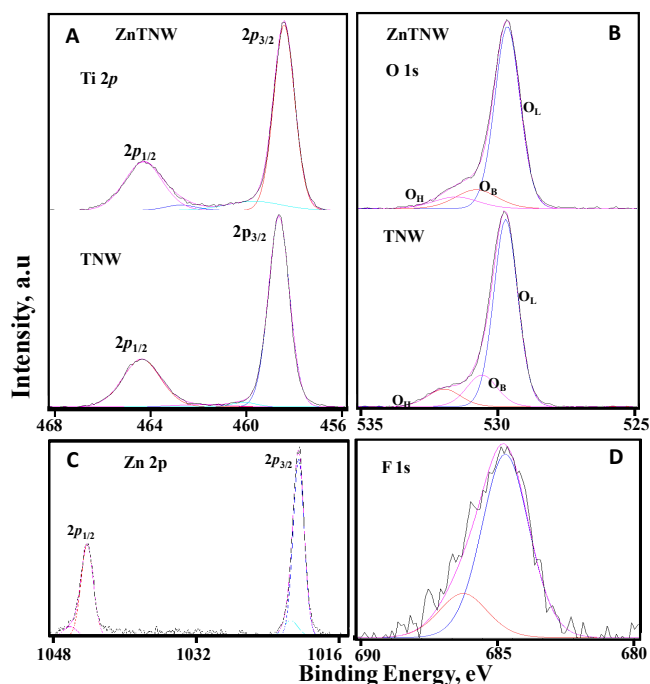 A
ZnTNW
2p3/2
Ti 2p
2p1/2
TNW
2p3/2
2p1/2
468 464 460 456
ZnTNW
B
O 1s
OL
OB
OH
TNW
OL
OB
OH
535 530 525
Intensity, a.u
C
Zn 2p
2p3/2
2p1/2
1048 1032 1016
F 1s
D
690 685 680
Binding Energy, eV